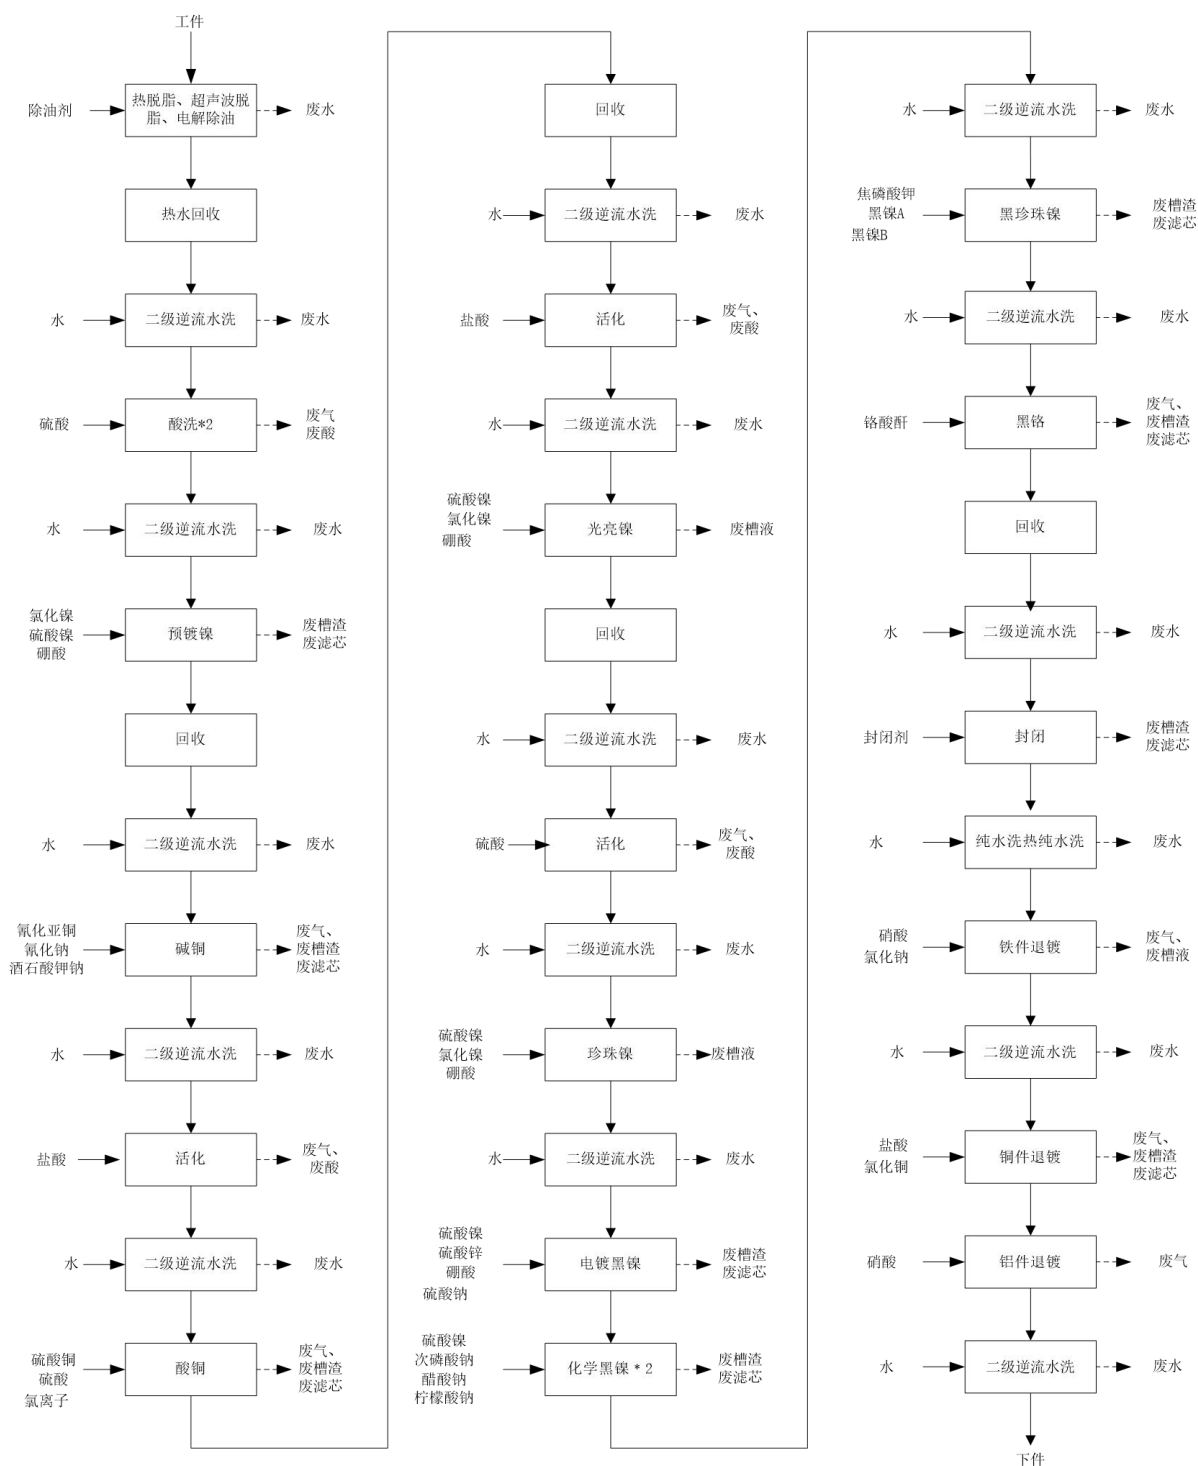 工件
除油剂
热脱脂、超声波脱
脂、电解除油
废水
热水回收
水
二级逆流水洗
废水
硫酸
酸洗*2
废气
废酸
水
二级逆流水洗
废水
氯化镍
硫酸镍
硼酸
预镀镍
废槽渣
废滤芯
回收
水
二级逆流水洗
废水
氰化亚铜
氰化钠
酒石酸钾钠
碱铜
废气、
废槽渣
废滤芯
水
二级逆流水洗
废水
盐酸
活化
废气、
废酸
水
二级逆流水洗
废水
硫酸铜
硫酸
氯离子
酸铜
废气、
废槽渣
废滤芯
回收
水
二级逆流水洗
废水
盐酸
活化
废气、
废酸
水
二级逆流水洗
废水
硫酸镍
氯化镍
硼酸
光亮镍
废槽液
回收
水
二级逆流水洗
废水
硫酸
活化
废气、
废酸
水
二级逆流水洗
废水
硫酸镍
氯化镍
硼酸
珍珠镍
废槽液
水
二级逆流水洗
废水
硫酸镍
硫酸锌
硼酸
硫酸钠
电镀黑镍
废槽渣
废滤芯
硫酸镍
次磷酸钠
醋酸钠
柠檬酸钠
化学黑镍*2
废槽渣
废滤芯
水
二级逆流水洗
废水
焦磷酸钾
黑镍A
黑镍B
黑珍珠镍
废槽渣
废滤芯
水
二级逆流水洗
废水
铬酸酐
黑铬
废气、
废槽渣
废滤芯
回收
水
二级逆流水洗
废水
封闭剂
封闭
废槽渣
废滤芯
水
纯水洗热纯水洗
废水
硝酸
氯化钠
铁件退镀
废气、
废槽液
水
二级逆流水洗
废水
盐酸
氯化铜
铜件退镀
废气、
废槽渣
废滤芯
硝酸
铝件退镀
废气
水
二级逆流水洗
废水
下件